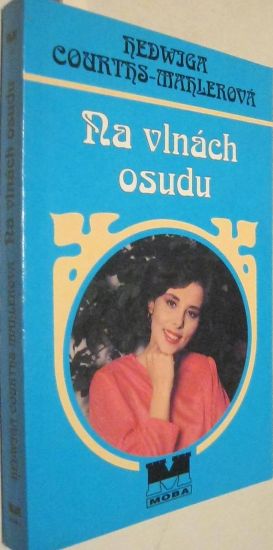 HEDWIGA
COURTHS-MAHLEROVÁ
Na vlnách
osudu
M
MOBA
Na vlnách osudu
HEDWIGA COURTHS-MAHLEROVÁ